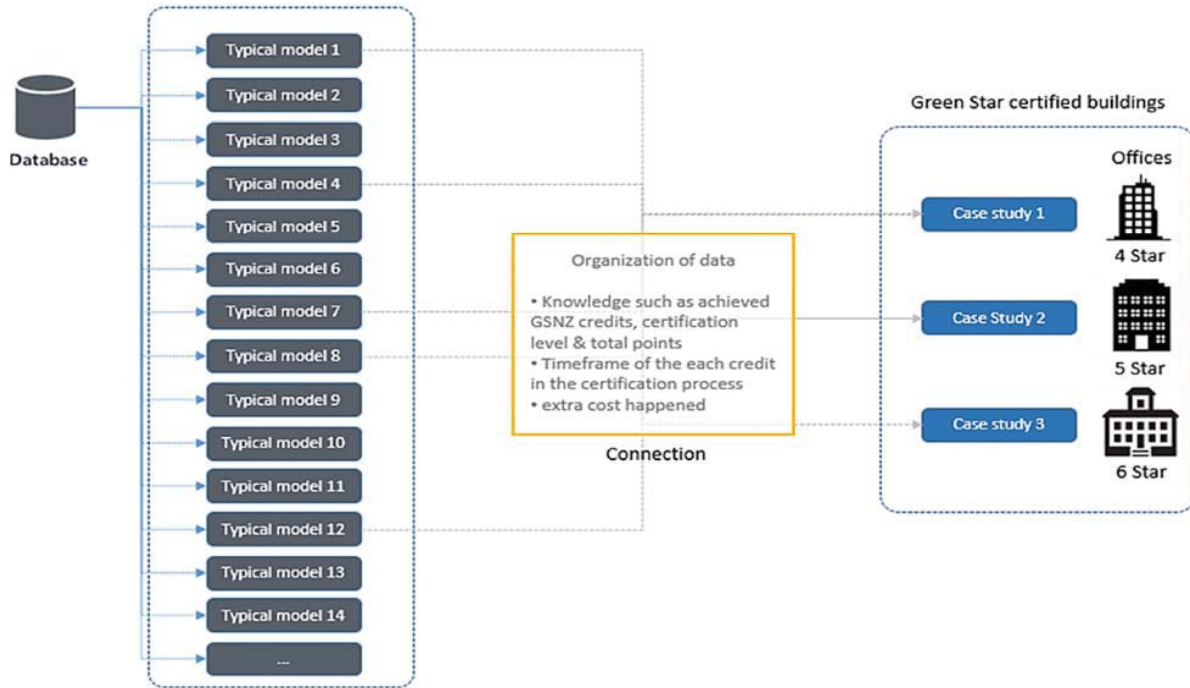 Database
Typical model 1
Typical model 2
Typical model 3
Typical model 4
Typical model 5
Typical model 6
Typical model 7
Typical model 8
Typical model 9
Typical model 10
Typical model 11
Typical model 12
Typical model 13
Typical model 14
...
Organization of data
• Knowledge such as achieved
GSNZ credits, certification
level & total points
• Timeframe of the each credit
in the certification process
• extra cost happened
Connection
Green Star certified buildings
Offices
Case study 1
4 Star
Case Study 2
5 Star
Case study 3
6 Star